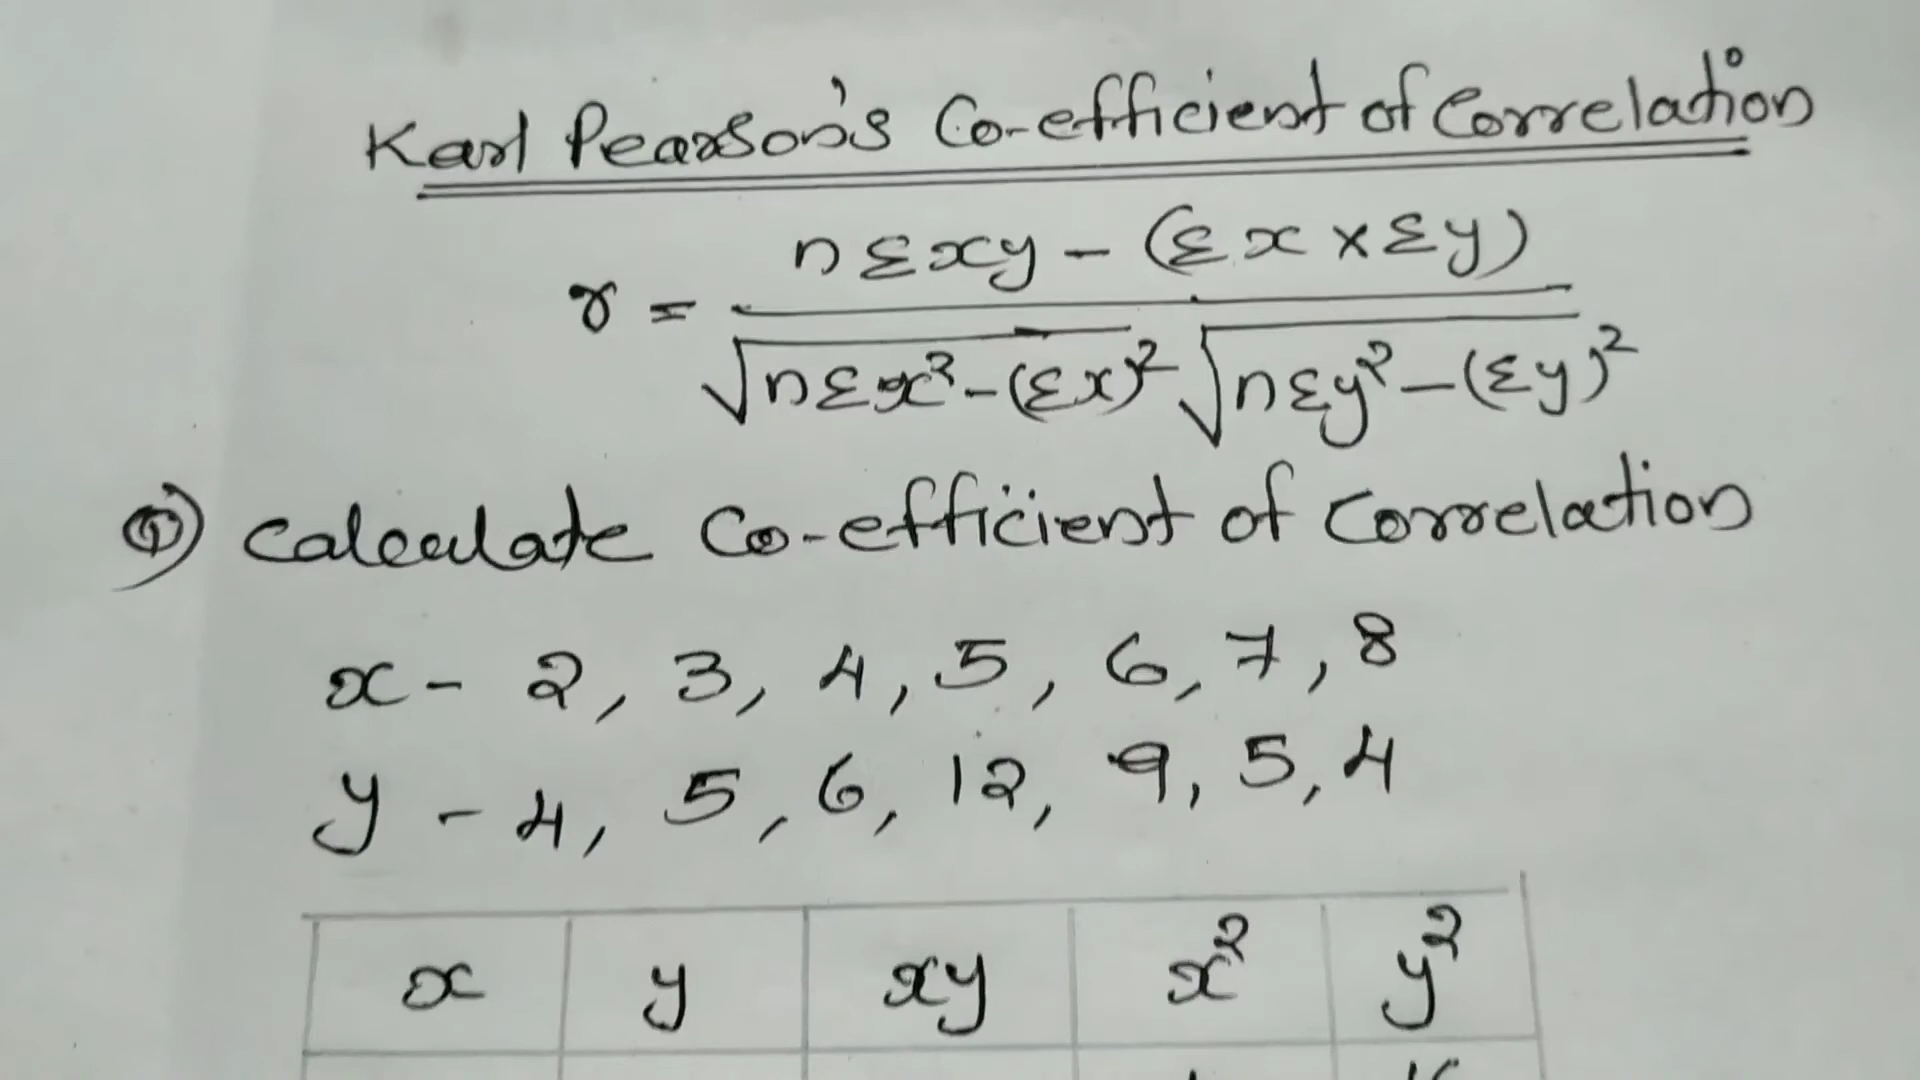 Karl Pearson's Co-efficient of Correlation
r = nΣxy - (Σx × Σy) / √nΣx² - (Σx)² √nΣy² - (Σy)²
① Calculate Co-efficient of Correlation
x - 2, 3, 4, 5, 6, 7, 8
y - 4, 5, 6, 12, 9, 5, 4
x y xy x² y²